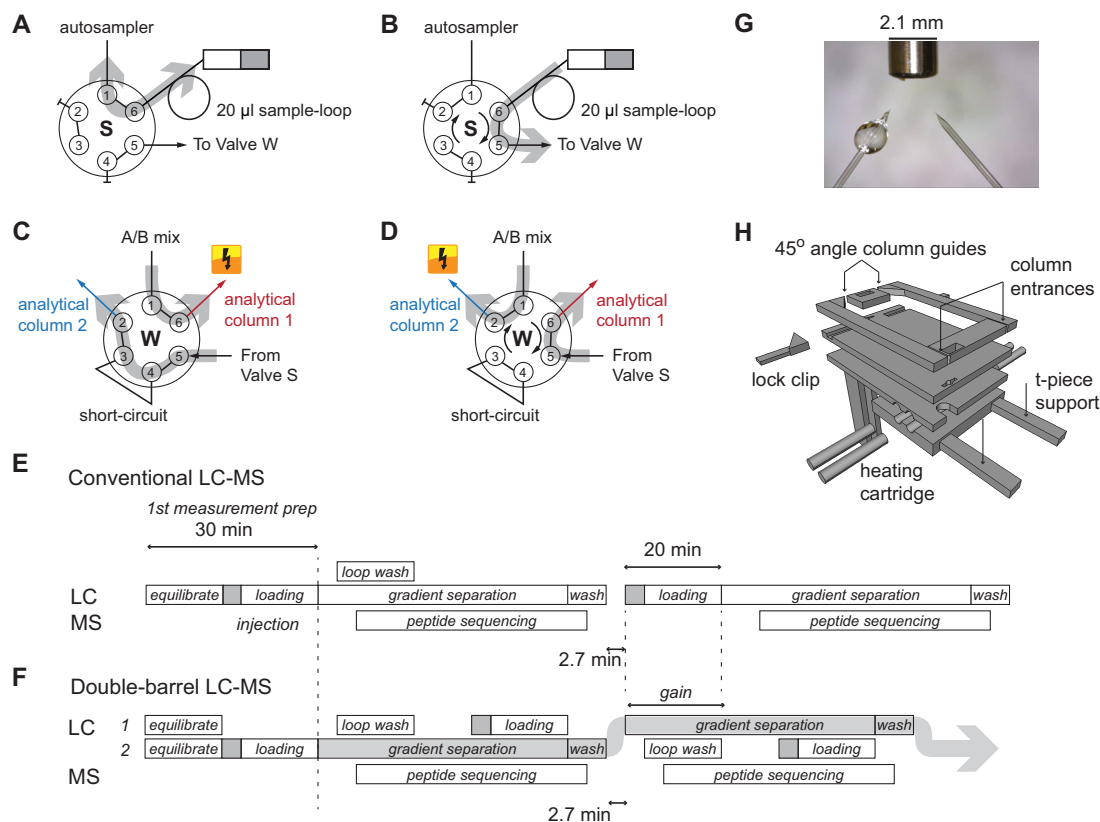 A
autosampler
1
2
6
S
3
5
4
20 µl sample-loop
To Valve W
B
autosampler
1
2
6
S
3
5
4
20 µl sample-loop
To Valve W
G
2.1 mm
C
A/B mix
analytical
column 2
analytical
column 1
1
2
6
W
3
5
4
From
Valve S
short-circuit
D
A/B mix
analytical
column 2
analytical
column 1
1
2
6
W
3
5
4
From
Valve S
short-circuit
H
45° angle column guides
column
entrances
lock clip
t-piece
support
heating
cartridge
E
Conventional LC-MS
1st measurement prep
30 min
20 min
loop wash
LC
equilibrate
loading
gradient separation
wash
loading
gradient separation
wash
MS
injection
peptide sequencing
peptide sequencing
2.7 min
F
Double-barrel LC-MS
gain
LC
1
equilibrate
loop wash
loading
gradient separation
wash
2
equilibrate
loading
gradient separation
wash
loop wash
loading
MS
peptide sequencing
peptide sequencing
2.7 min